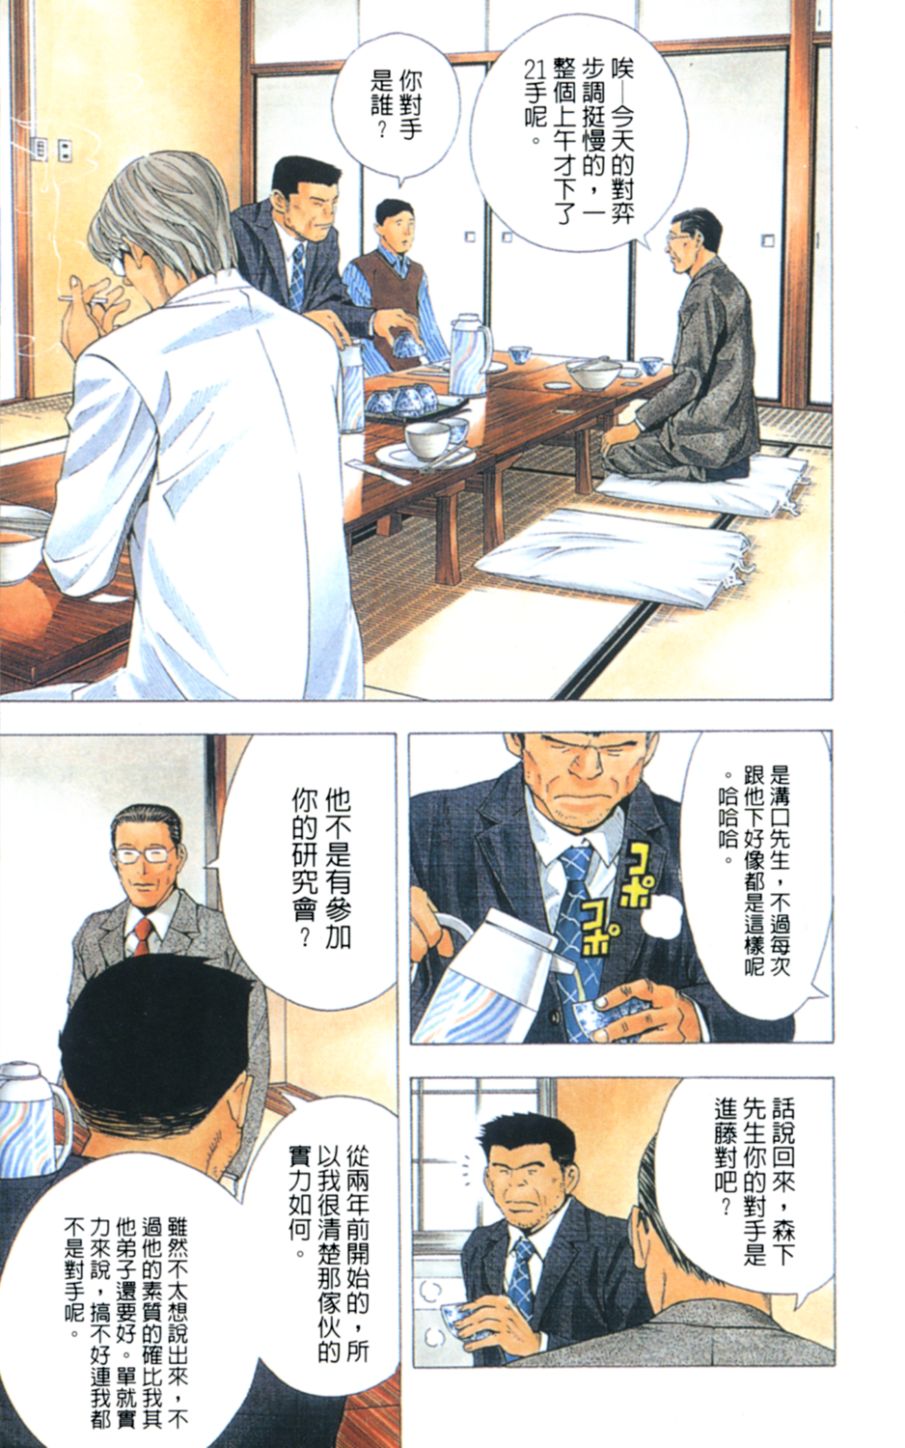 唉—今天的對弈
步調挺慢的，一
整個上午才下了
21手呢。
你對手
是誰？
是溝口先生，不過每次
跟他下好像都是這樣呢
。哈哈哈。
コポ
コポ
話說回來，森下
先生你的對手是
進藤對吧？
他不是有參加
你的研究會？
從兩年前開始的，所
以我很清楚那傢伙的
實力如何。
雖然不太想說出來，不
過他的素質的確比我其
他弟子還要好。單就實
力來說，搞不好連我都
不是對手呢。